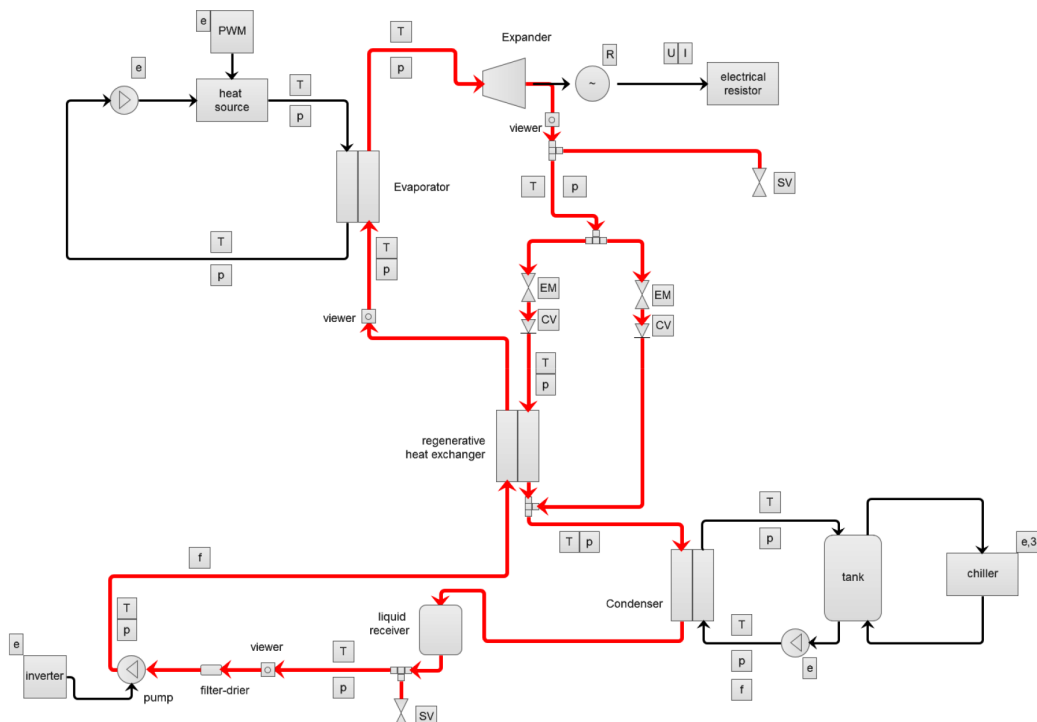 e
PWM
T
Expander
e
R
U I
p
heat
source
T
~
electrical
resistor
p
viewer
Evaporator
T
p
SV
T
p
T
p
EM
EM
viewer
CV
CV
T
p
regenerative
heat exchanger
T
p
e,3
f
T p
tank
chiller
T
p
liquid
receiver
Condenser
T
e
viewer
T
p
inverter
pump
filter-drier
p
e
f
SV